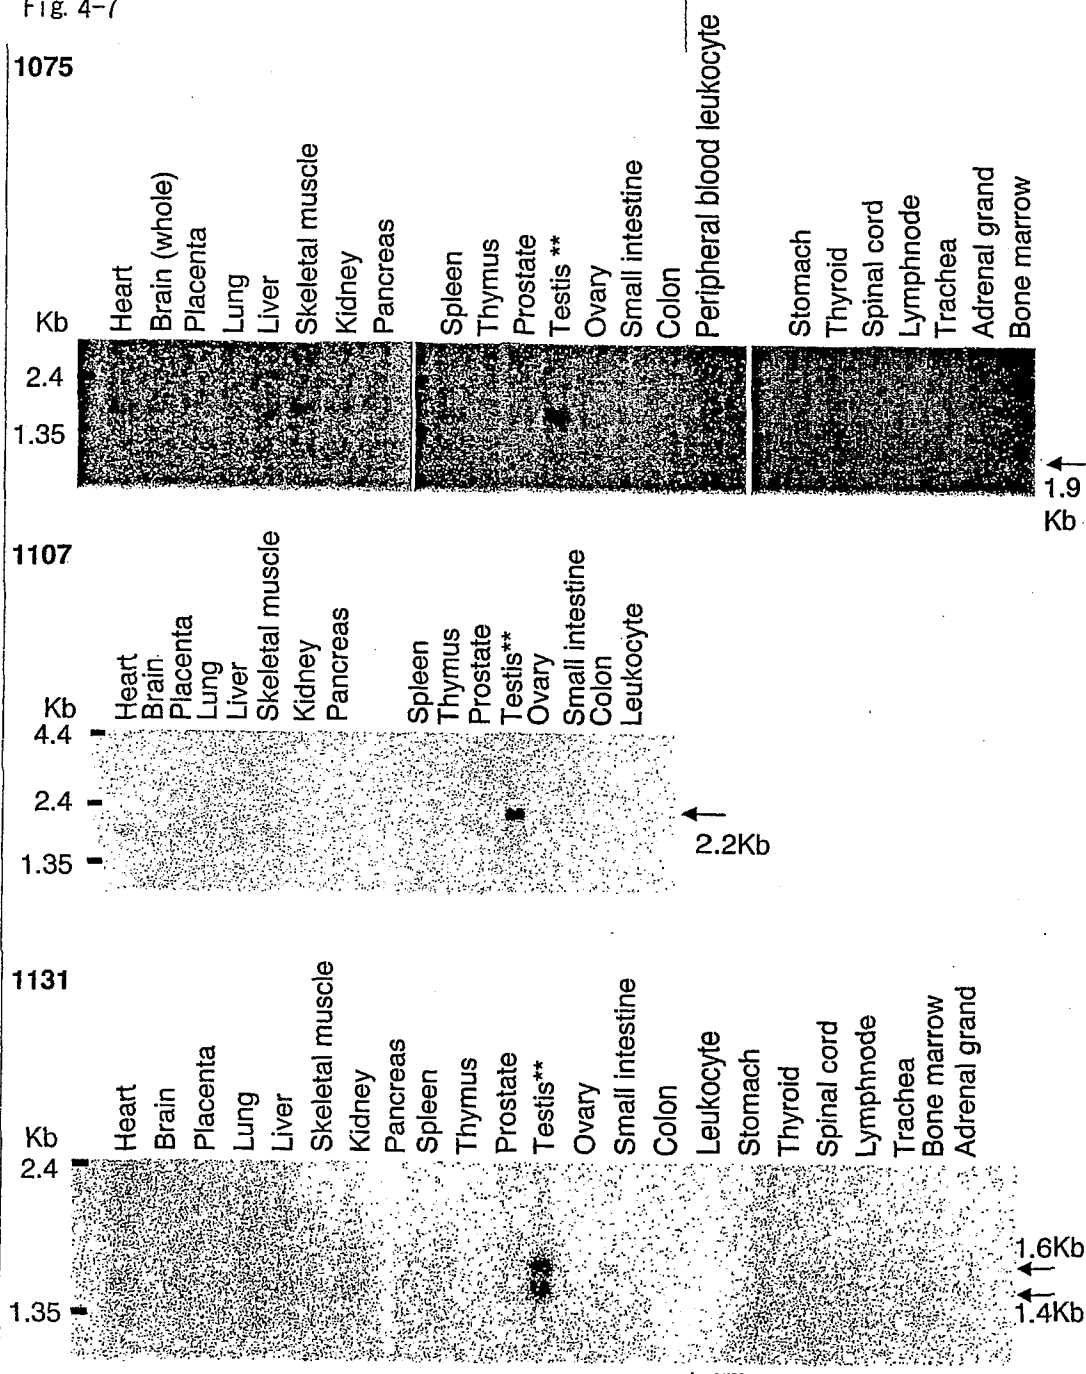 Fig. 4-7
1075
Kb
Heart
Brain (whole)
Placenta
Lung
Liver
Skeletal muscle
Kidney
Pancreas
Spleen
Thymus
Prostate
Testis **
Ovary
Small intestine
Colon
Peripheral blood leukocyte
Stomach
Thyroid
Spinal cord
Lymphnode
Trachea
Adrenal grand
Bone marrow
2.4
1.35
1.9
Kb
1107
Kb
Heart
Brain
Placenta
Lung
Liver
Skeletal muscle
Kidney
Pancreas
Spleen
Thymus
Prostate
Testis**
Ovary
Small intestine
Colon
Leukocyte
4.4
2.4
1.35
2.2Kb
1131
Kb
Heart
Brain
Placenta
Lung
Liver
Skeletal muscle
Kidney
Pancreas
Spleen
Thymus
Prostate
Testis**
Ovary
Small intestine
Colon
Leukocyte
Stomach
Thyroid
Spinal cord
Lymphnode
Trachea
Bone marrow
Adrenal grand
2.4
1.35
1.6Kb
1.4Kb